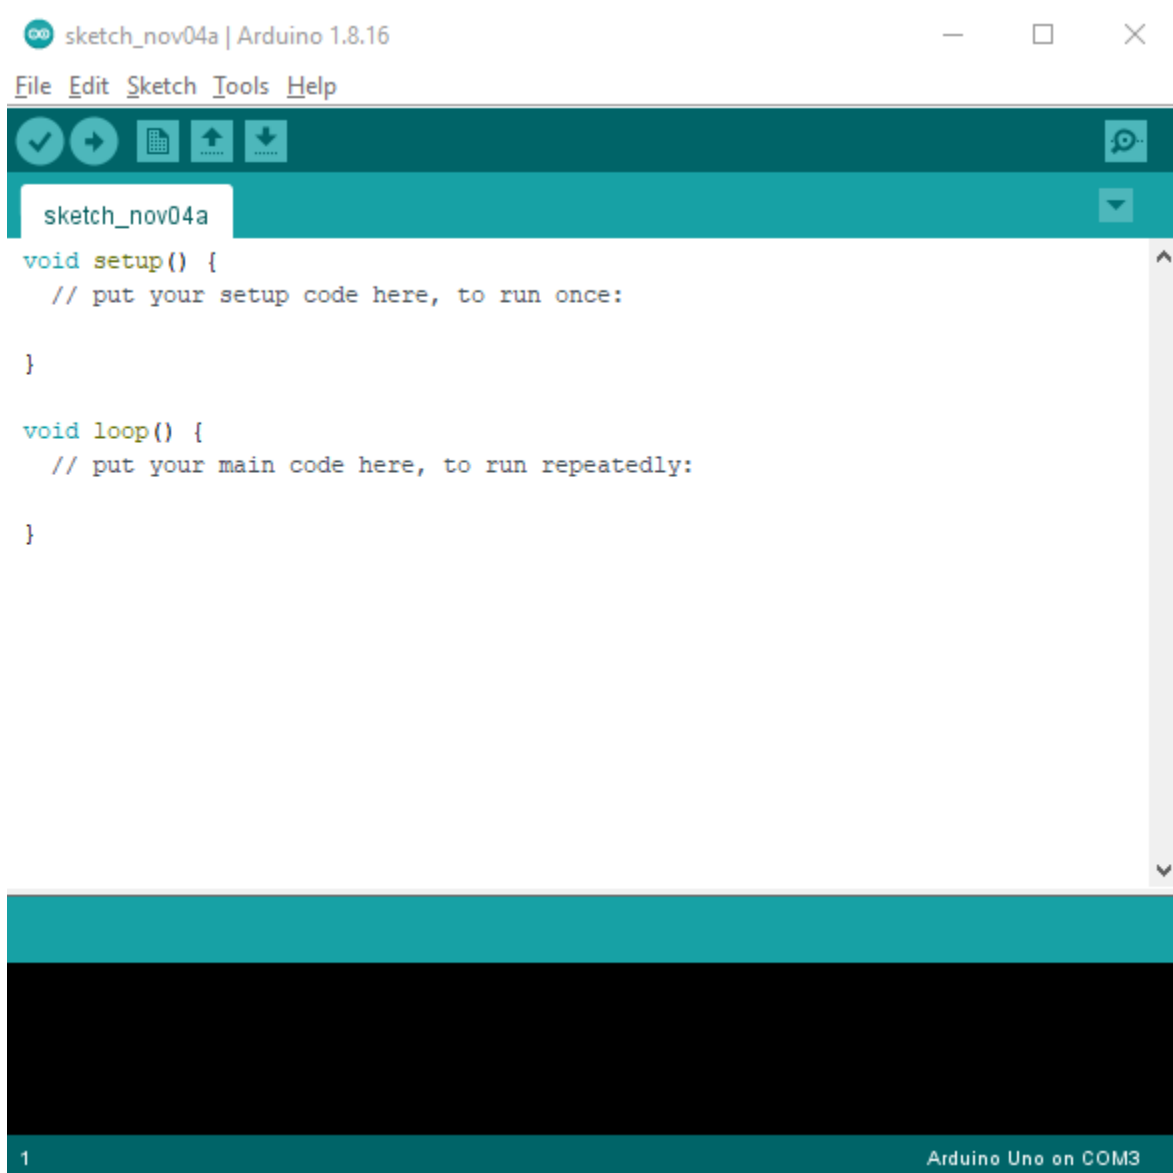 sketch_nov04a | Arduino 1.8.16
File Edit Sketch Tools Help
sketch_nov04a
void setup() {
  // put your setup code here, to run once:
}
void loop() {
  // put your main code here, to run repeatedly:
}
1 Arduino Uno on COM3